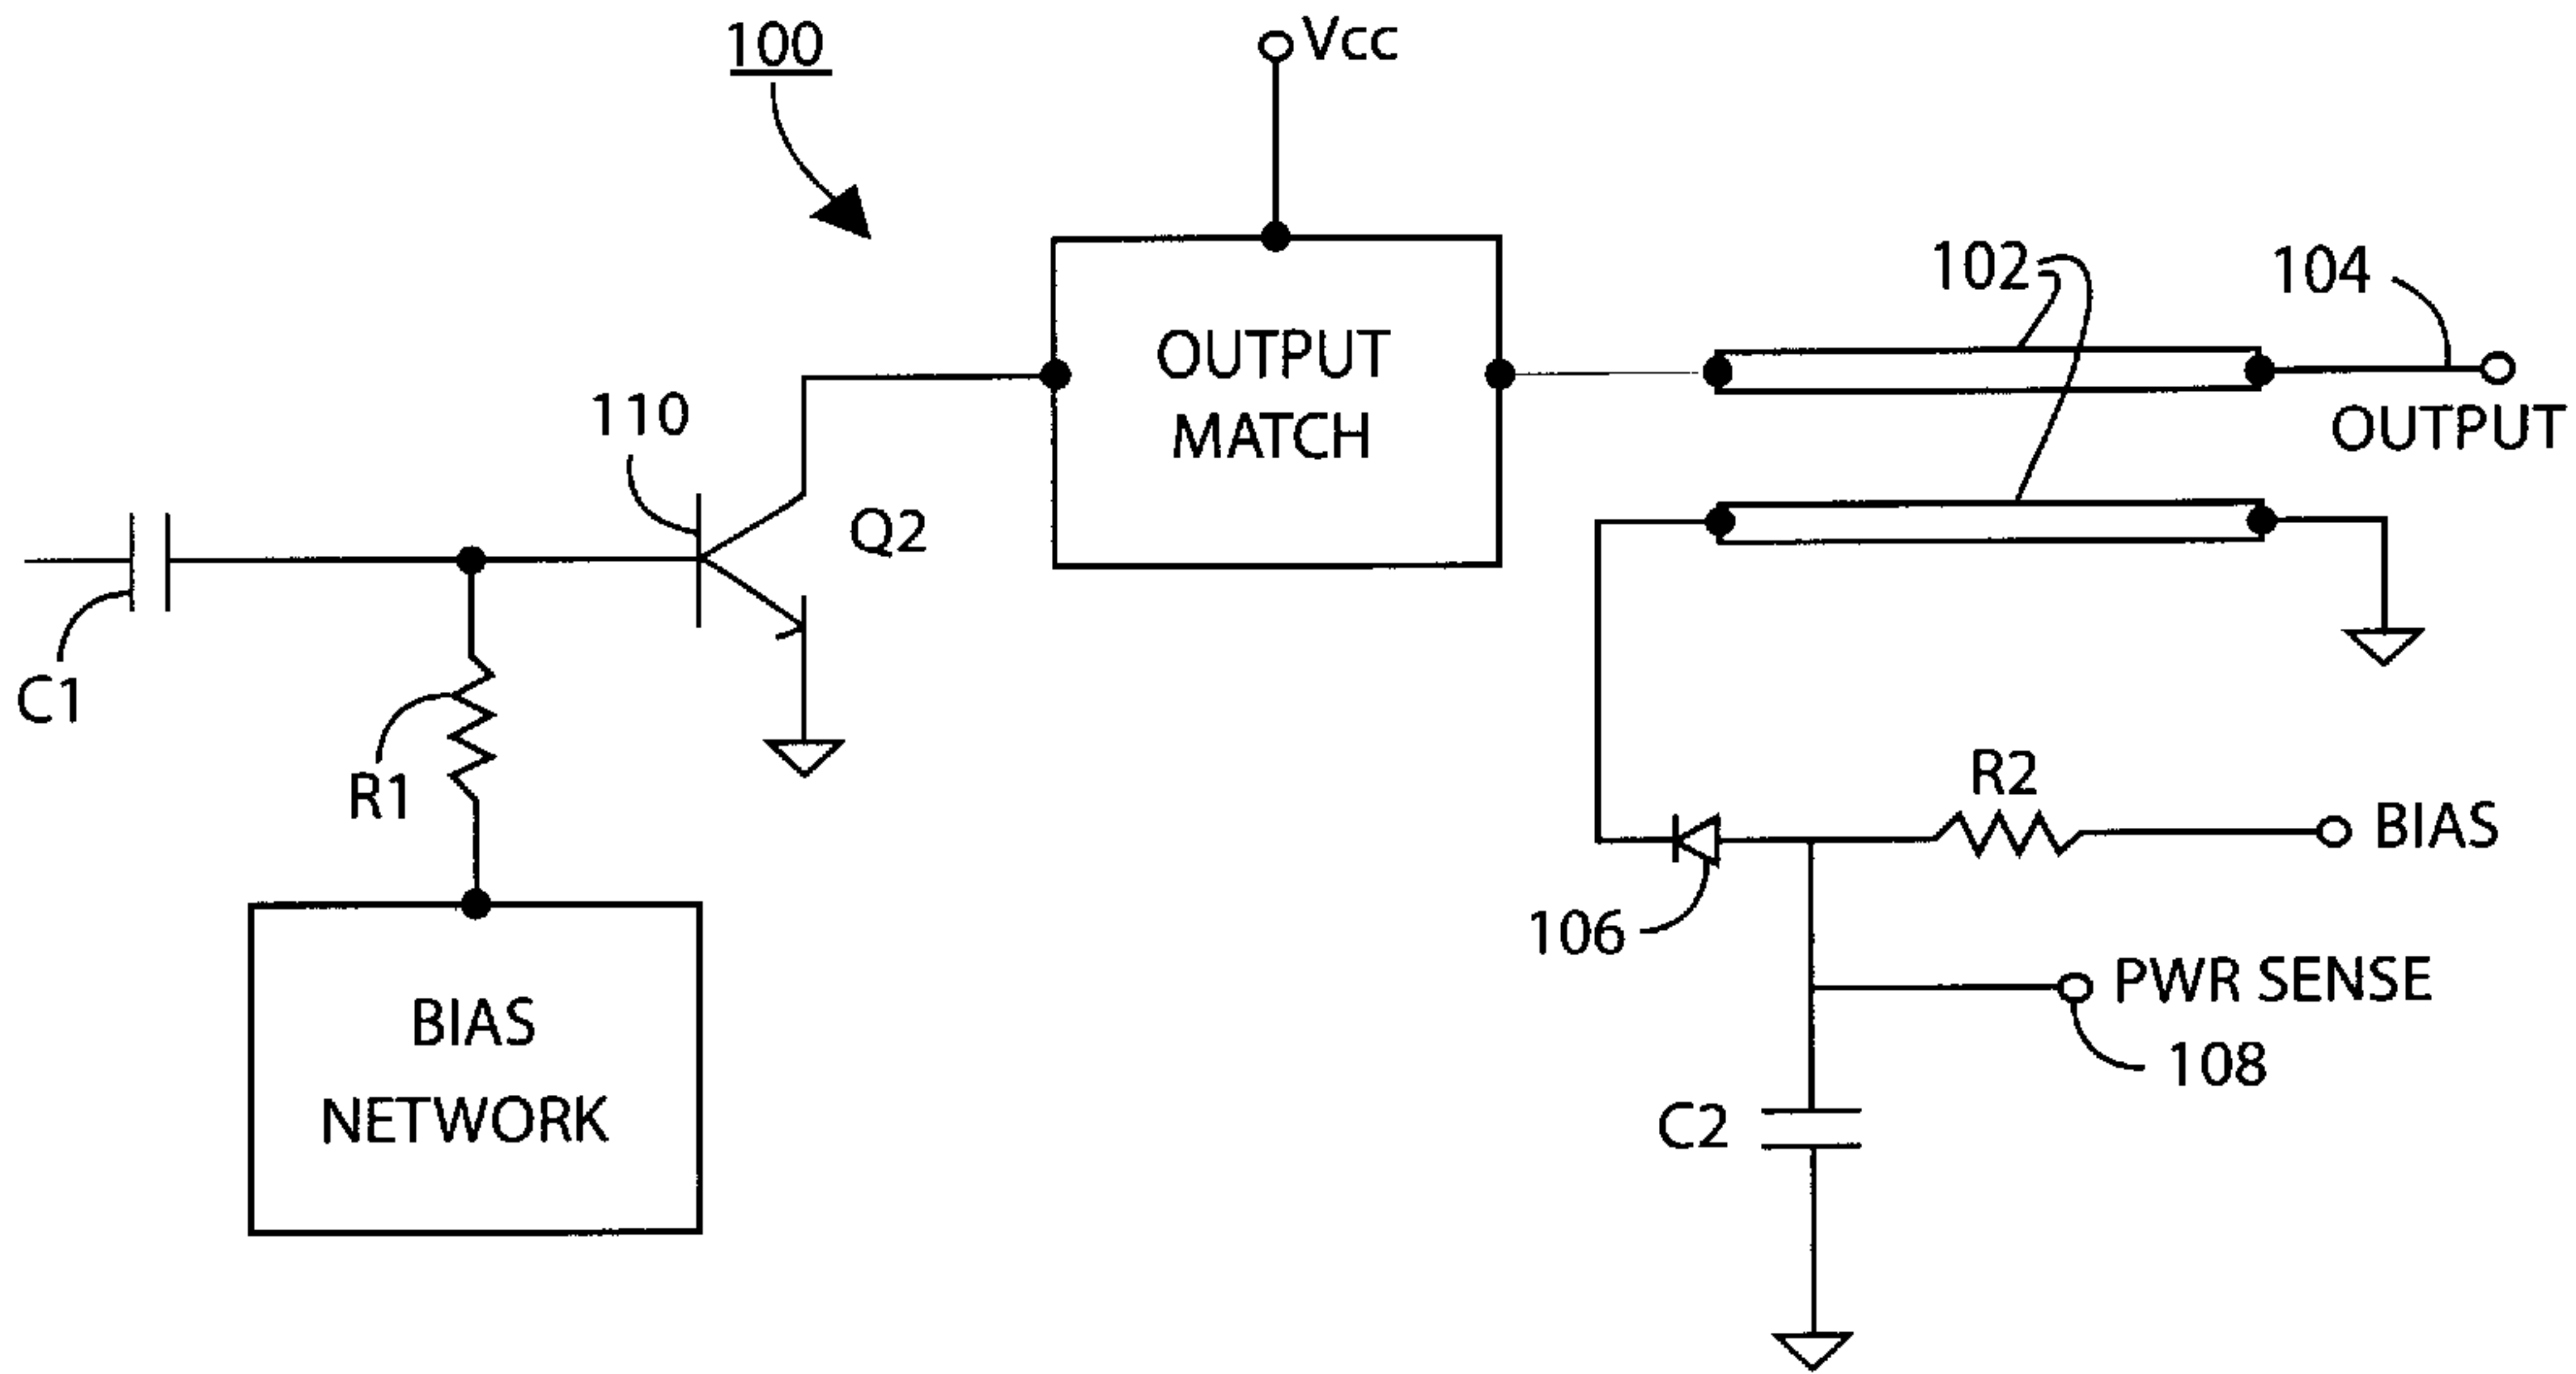 100
Vcc
102
104
OUTPUT
MATCH
OUTPUT
110
Q2
C1
R1
R2
BIAS
106
PWR SENSE
108
BIAS
NETWORK
C2